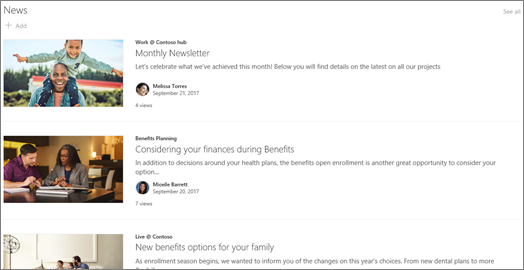 News
See all
+ Add
Work @ Contoso hub
Monthly Newsletter
Let's celebrate what we've achieved this month! Below you will find details on the latest on all our projects
Melissa Torres
September 21, 2017
4 views
Benefits Planning
Considering your finances during Benefits
In addition to decisions around your health plans, the benefits open enrollment is another great opportunity to consider your
option...
Micelle Barrett
September 20, 2017
7 views
Live @ Contoso
New benefits options for your family
As enrollment season begins, we wanted to inform you of the changes on this year's choices. From new dental plans to more